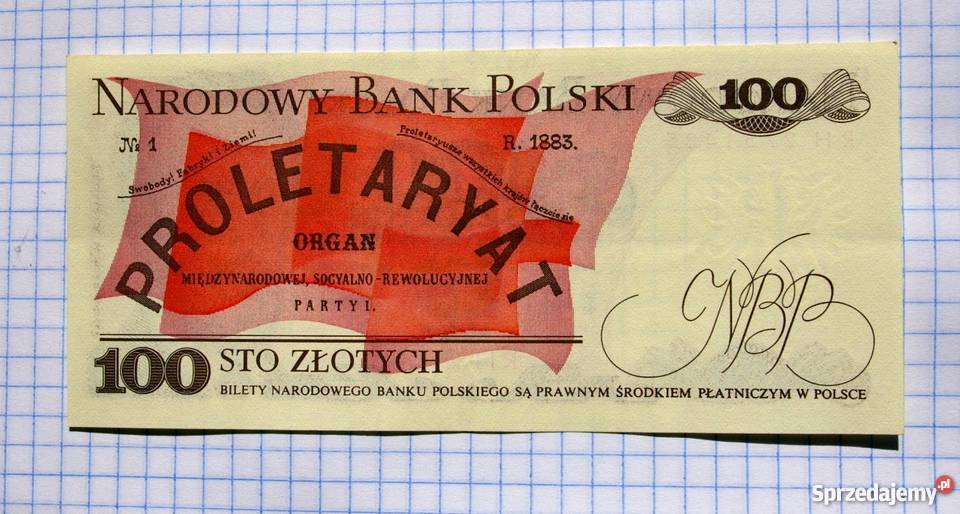 NARODOWY BANK POLSKI
100
№ 1
R. 1883.
Swobody! Fabryki i Ziemi!
Proletaryusze wszystkich krajów łączcie się
PROLETARYAT
ORGAN
MIĘDZYNARODOWEJ, SOCYALNO-REWOLUCYJNEJ
PARTYI.
NBP
100 STO ZŁOTYCH
BILETY NARODOWEGO BANKU POLSKIEGO SĄ PRAWNYM ŚRODKIEM PŁATNICZYM W POLSCE
Sprzedajemy.pl